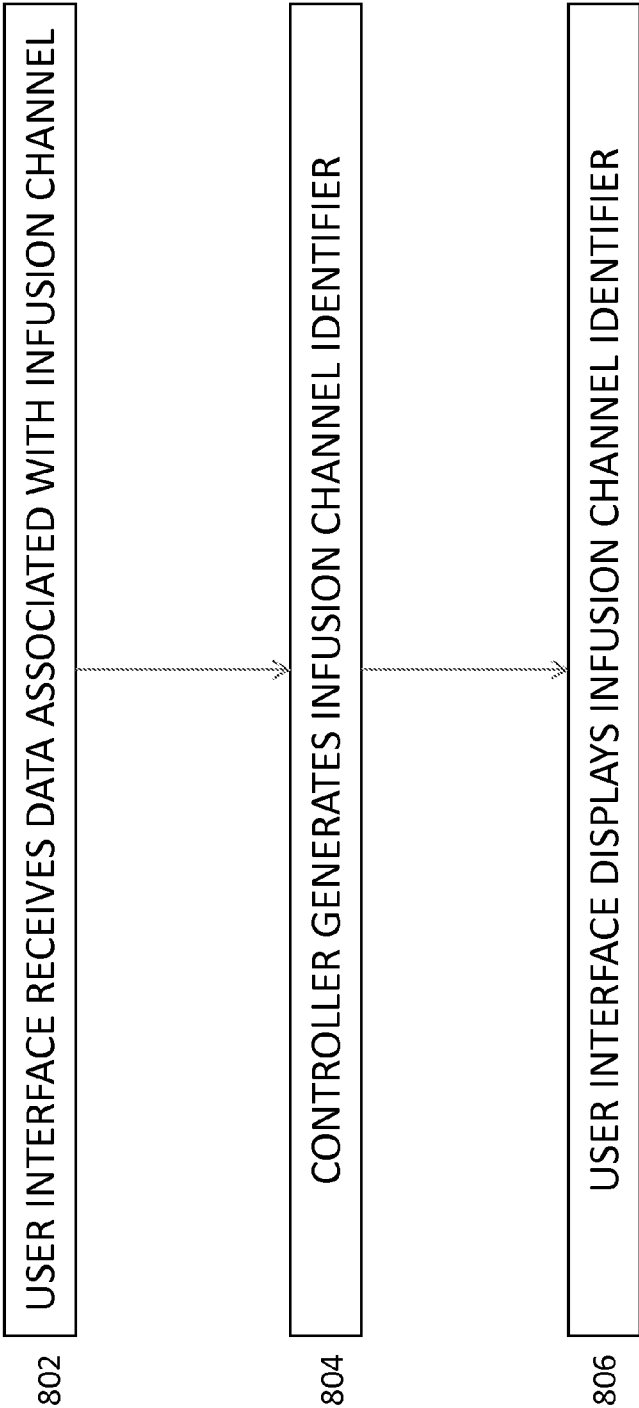 802
USER INTERFACE RECEIVES DATA ASSOCIATED WITH INFUSION CHANNEL
804
CONTROLLER GENERATES INFUSION CHANNEL IDENTIFIER
806
USER INTERFACE DISPLAYS INFUSION CHANNEL IDENTIFIER